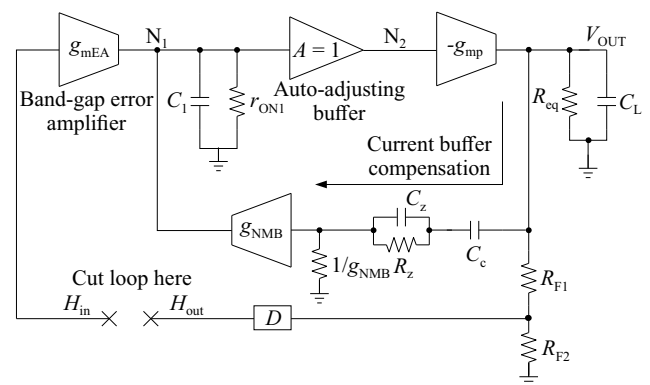 g_mEA
N_1
A = 1
N_2
-g_mp
V_OUT
C_1
r_ON1
R_eq
C_L
Band-gap error
amplifier
Auto-adjusting
buffer
Current buffer
compensation
g_NMB
C_z
1/g_NMB
R_z
C_c
Cut loop here
H_in
H_out
D
R_F1
R_F2